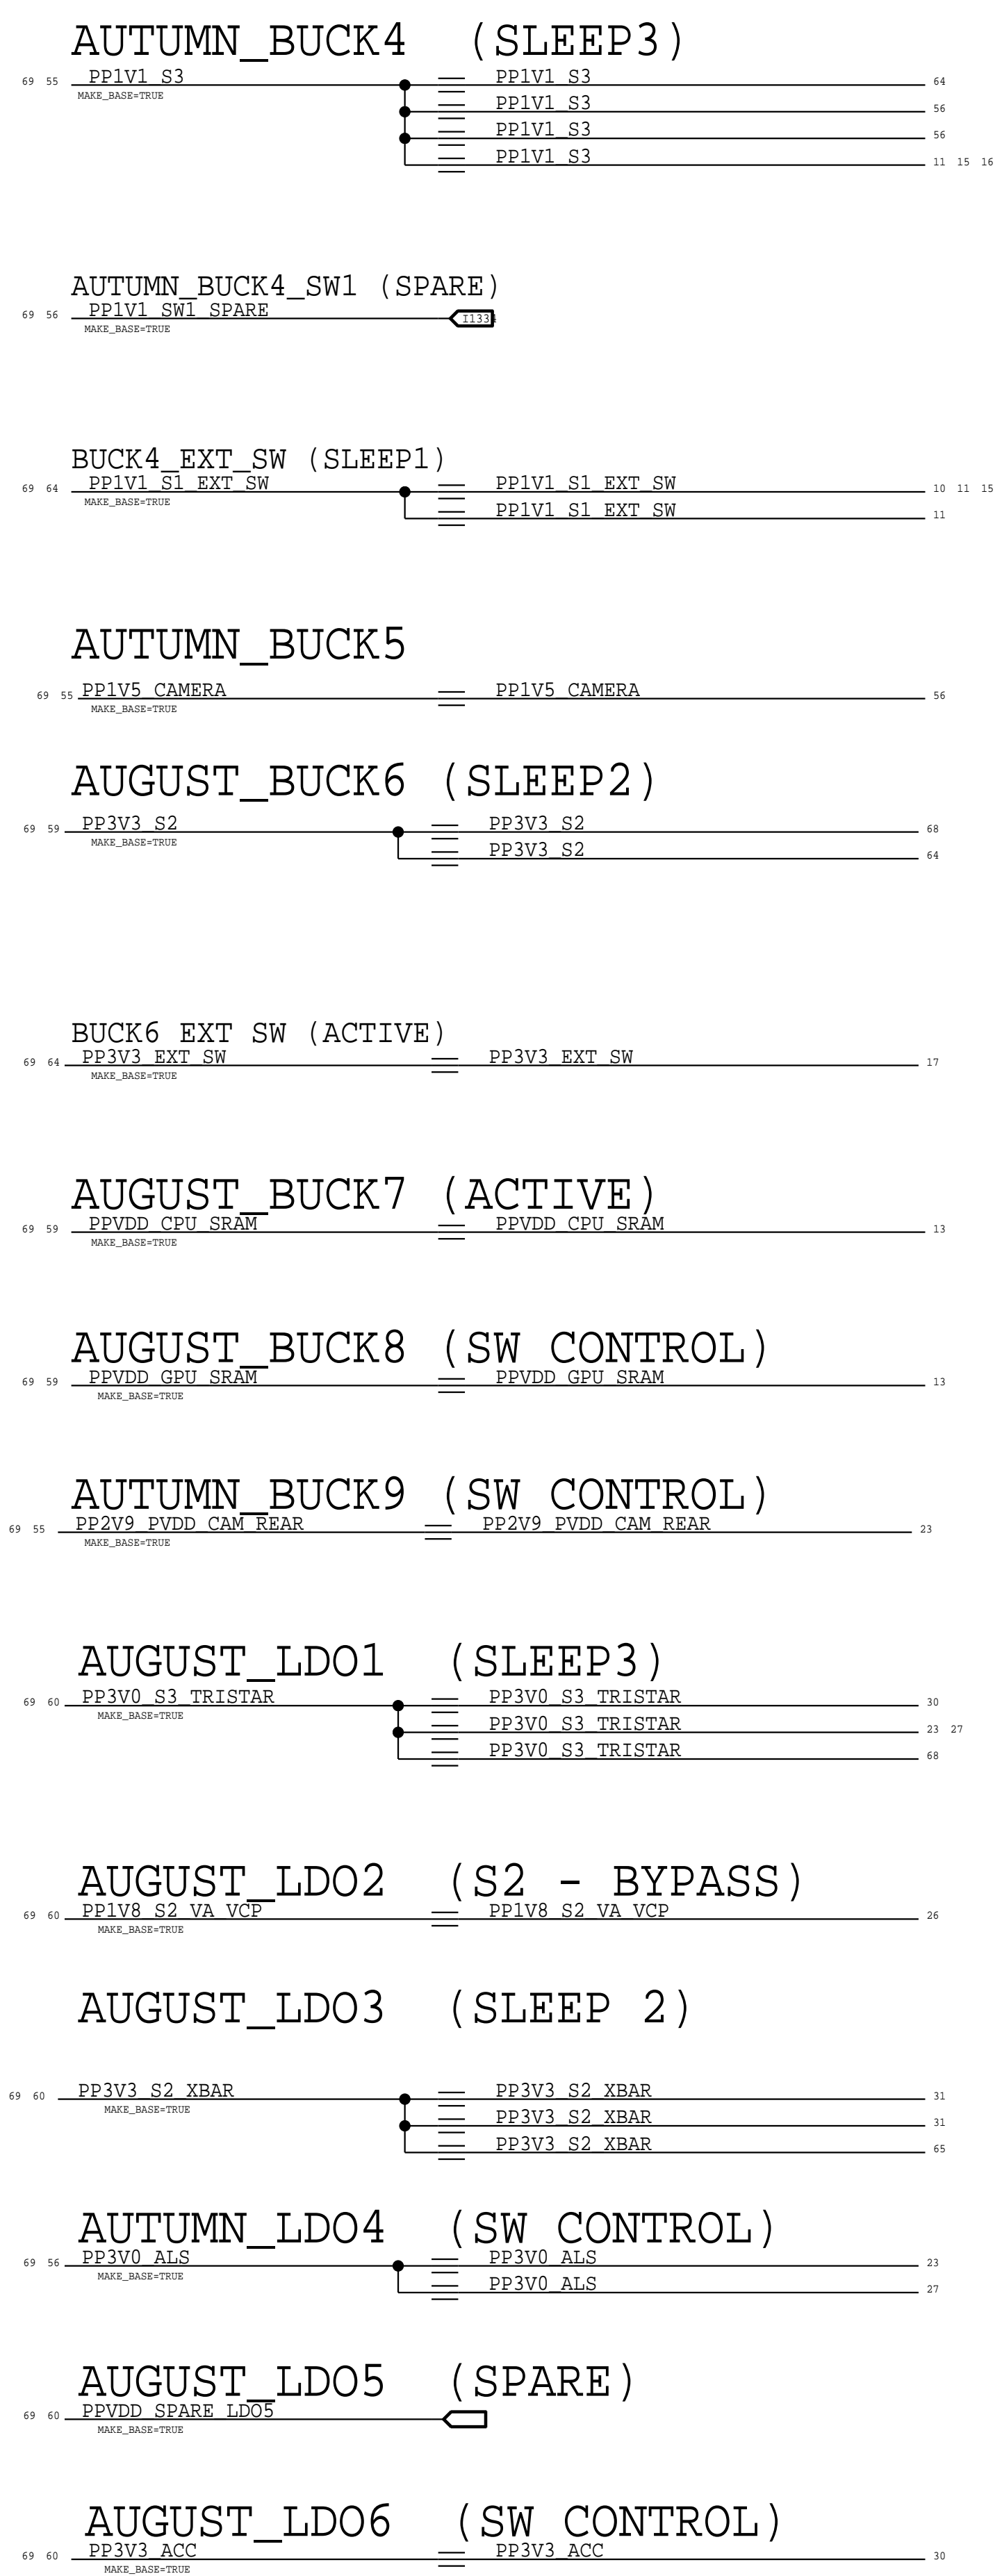 AUTUMN_BUCK4 (SLEEP3)
69 55 PP1V1_S3 PP1V1_S3 64
MAKE_BASE=TRUE
PP1V1_S3 56
PP1V1_S3 56
PP1V1_S3 11 15 16
AUTUMN_BUCK4_SW1 (SPARE)
69 56 PP1V1_SW1_SPARE
MAKE_BASE=TRUE
BUCK4_EXT_SW (SLEEP1)
69 64 PP1V1_S1_EXT_SW PP1V1_S1_EXT_SW 10 11 15
MAKE_BASE=TRUE
PP1V1_S1_EXT_SW 11
AUTUMN_BUCK5
69 55 PP1V5_CAMERA PP1V5_CAMERA 56
MAKE_BASE=TRUE
AUGUST_BUCK6 (SLEEP2)
69 59 PP3V3_S2 PP3V3_S2 68
MAKE_BASE=TRUE
PP3V3_S2 64
BUCK6 EXT SW (ACTIVE)
69 64 PP3V3_EXT_SW PP3V3_EXT_SW 17
MAKE_BASE=TRUE
AUGUST_BUCK7 (ACTIVE)
69 59 PPVDD_CPU_SRAM PPVDD_CPU_SRAM 13
MAKE_BASE=TRUE
AUGUST_BUCK8 (SW CONTROL)
69 59 PPVDD_GPU_SRAM PPVDD_GPU_SRAM 13
MAKE_BASE=TRUE
AUTUMN_BUCK9 (SW CONTROL)
69 55 PP2V9_PVDD_CAM_REAR PP2V9_PVDD_CAM_REAR 23
MAKE_BASE=TRUE
AUGUST_LDO1 (SLEEP3)
69 60 PP3V0_S3_TRISTAR PP3V0_S3_TRISTAR 30
MAKE_BASE=TRUE
PP3V0_S3_TRISTAR 23 27
PP3V0_S3_TRISTAR 68
AUGUST_LDO2 (S2 - BYPASS)
69 60 PP1V8_S2_VA_VCP PP1V8_S2_VA_VCP 26
MAKE_BASE=TRUE
AUGUST_LDO3 (SLEEP 2)
69 60 PP3V3_S2_XBAR PP3V3_S2_XBAR 31
MAKE_BASE=TRUE
PP3V3_S2_XBAR 31
PP3V3_S2_XBAR 65
AUTUMN_LDO4 (SW CONTROL)
69 56 PP3V0_ALS PP3V0_ALS 23
MAKE_BASE=TRUE
PP3V0_ALS 27
AUGUST_LDO5 (SPARE)
69 60 PPVDD_SPARE_LDO5
MAKE_BASE=TRUE
AUGUST_LDO6 (SW CONTROL)
69 60 PP3V3_ACC PP3V3_ACC 30
MAKE_BASE=TRUE